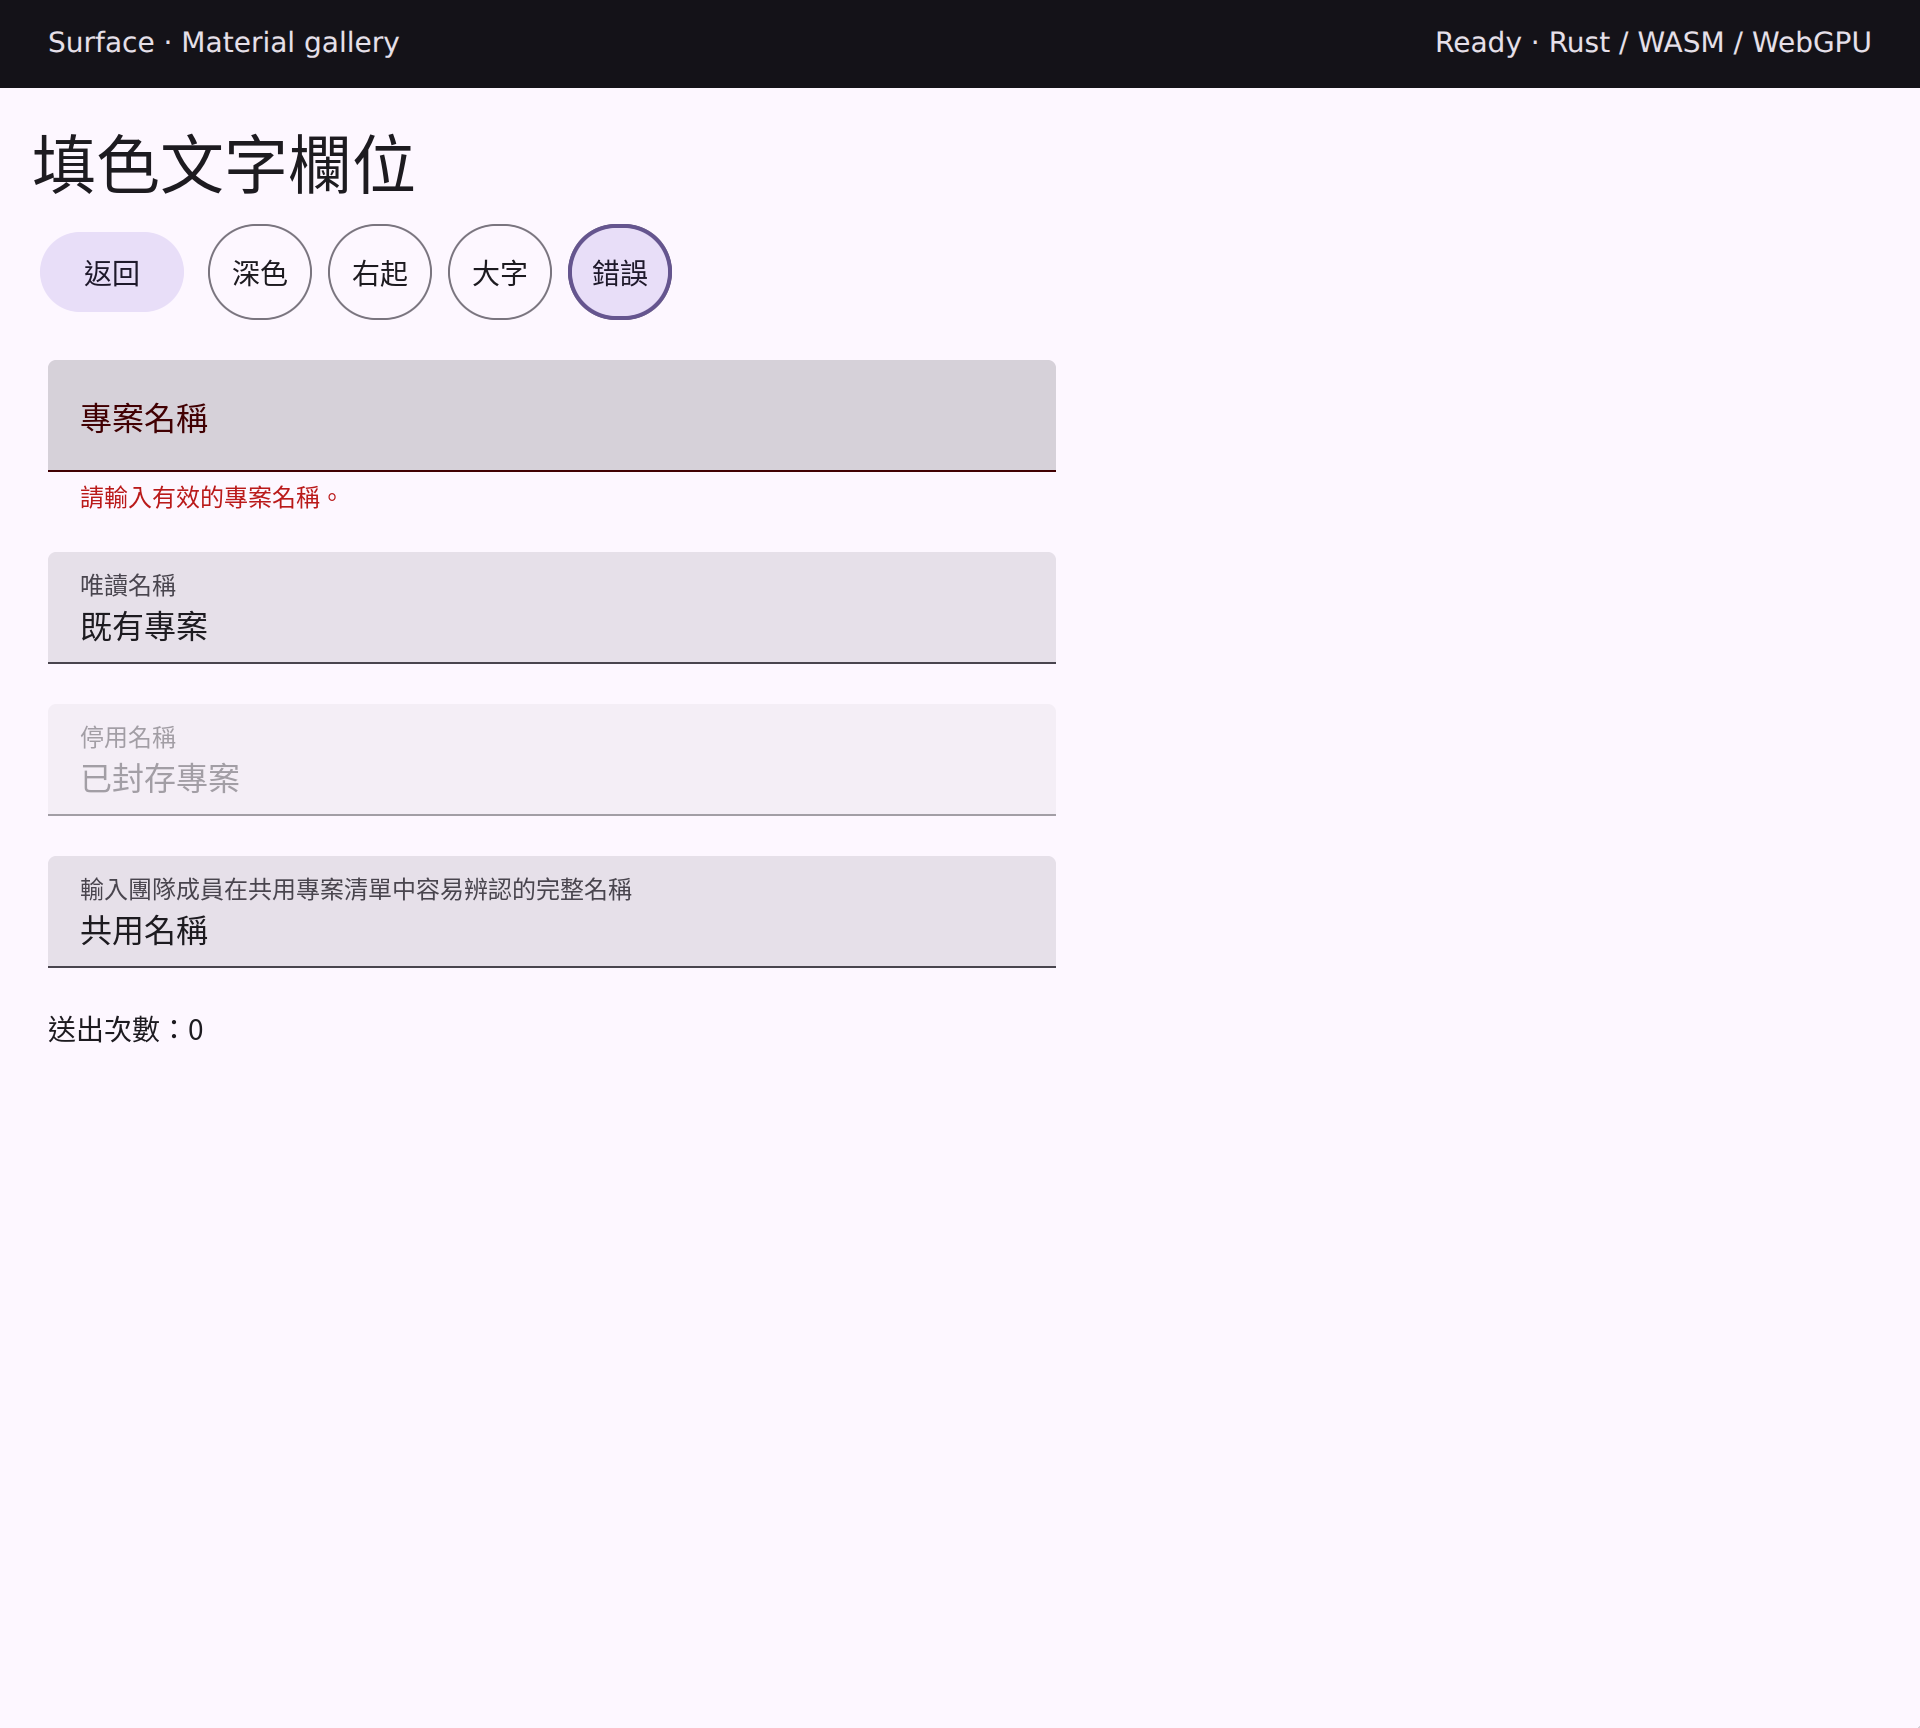 Surface · Material gallery
Ready · Rust / WASM / WebGPU
填色文字欄位
返回 深色 右起 大字 錯誤
專案名稱
請輸入有效的專案名稱。
唯讀名稱
既有專案
停用名稱
已封存專案
輸入團隊成員在共用專案清單中容易辨認的完整名稱
共用名稱
送出次數：0